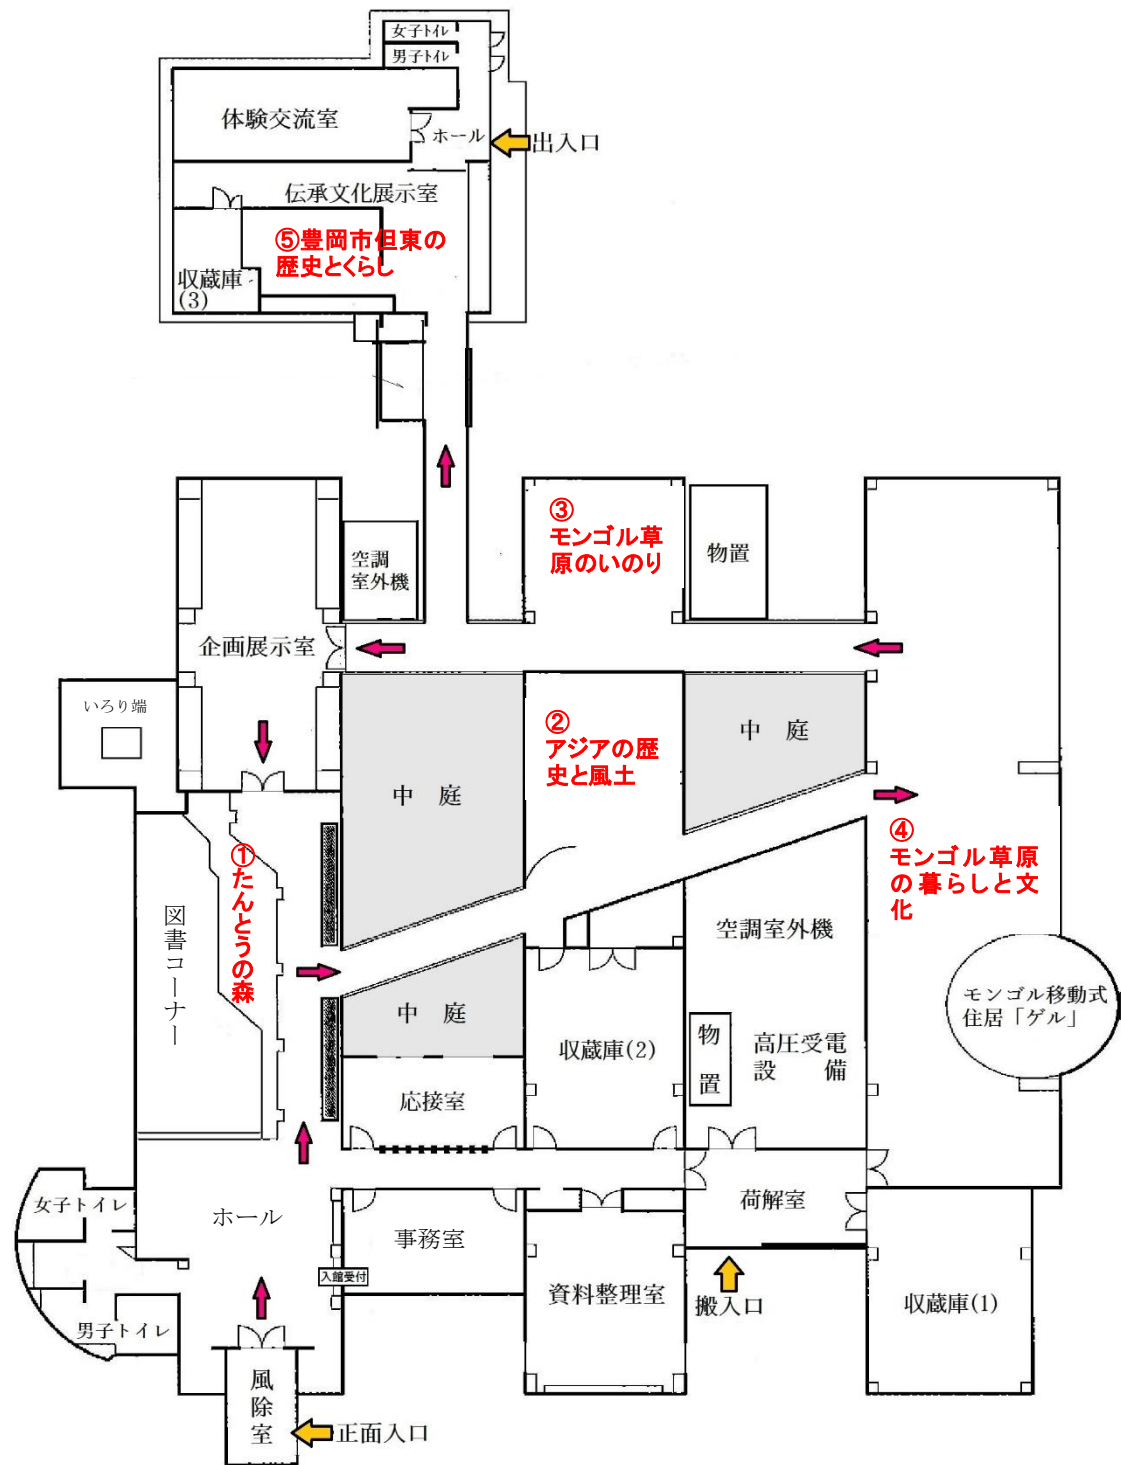 女子トイレ
男子トイレ
体験交流室
ホール
出入口
伝承文化展示室
⑤豊岡市但東の
歴史とくらし
収蔵庫
(3)
③
モンゴル草
原のいのり
空調
室外機
物置
企画展示室
いろり端
②
アジアの歴
史と風土
中 庭
中 庭
①たんとうの森
図書コーナー
④
モンゴル草原
の暮らしと文
化
空調室外機
モンゴル移動式
住居「ゲル」
中 庭
収蔵庫(2)
物置
高圧受電
設 備
応接室
女子トイレ
ホール
事務室
荷解室
入館受付
資料整理室
搬入口
収蔵庫(1)
男子トイレ
風除室
正面入口